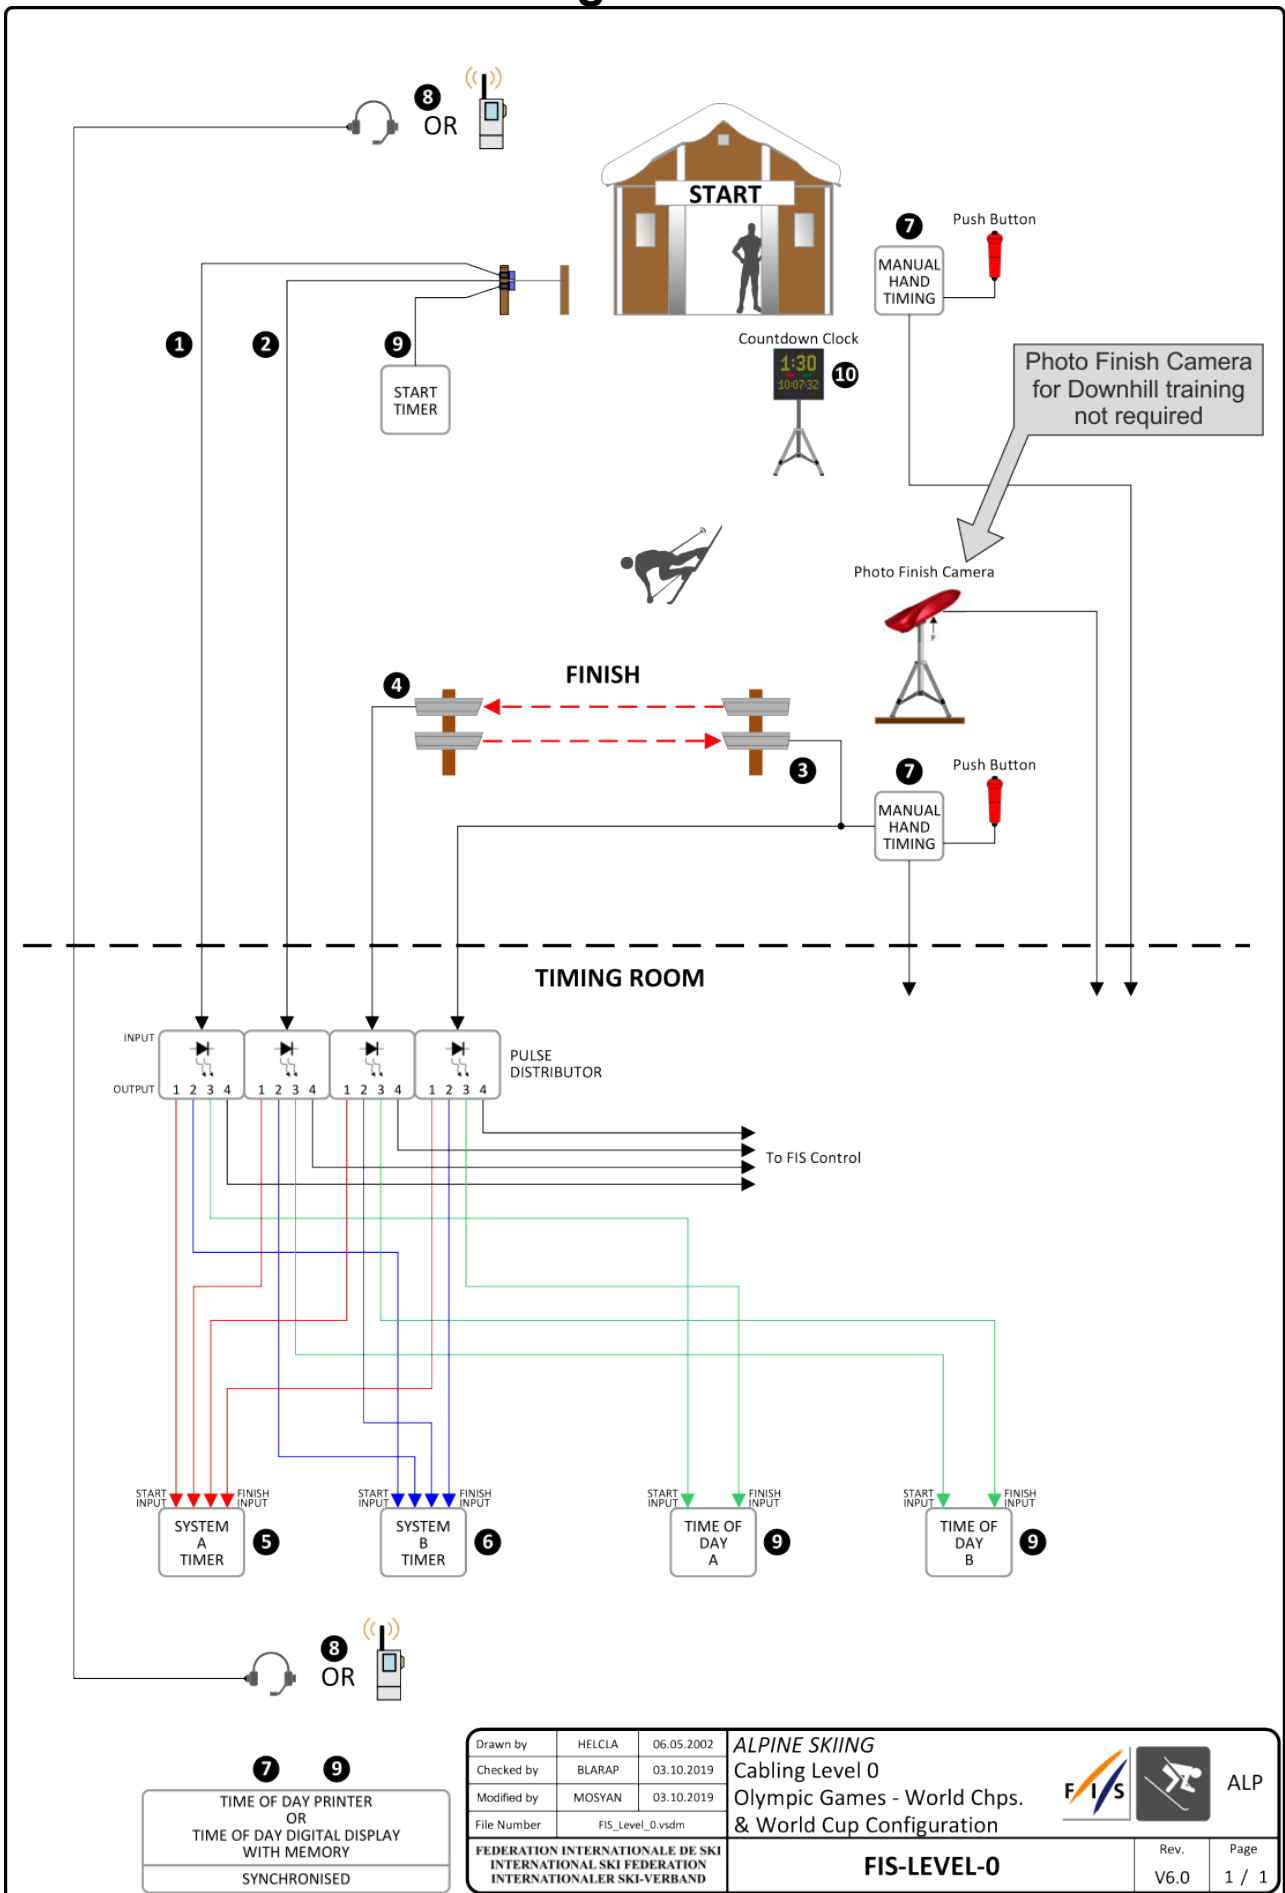 8
OR
START
7
Push Button
MANUAL
HAND
TIMING
1
2
9
START
TIMER
Countdown Clock
1:30
10:07:32
10
Photo Finish Camera
for Downhill training
not required
Photo Finish Camera
P
FINISH
4
3
7
Push Button
MANUAL
HAND
TIMING
TIMING ROOM
INPUT
OUTPUT
1 2 3 4 1 2 3 4 1 2 3 4 1 2 3 4
PULSE
DISTRIBUTOR
To FIS Control
START
INPUT
FINISH
INPUT
SYSTEM
A
TIMER
5
START
INPUT
FINISH
INPUT
SYSTEM
B
TIMER
6
START
INPUT
FINISH
INPUT
TIME OF
DAY
A
9
START
INPUT
FINISH
INPUT
TIME OF
DAY
B
9
8
OR
7 9
TIME OF DAY PRINTER
OR
TIME OF DAY DIGITAL DISPLAY
WITH MEMORY
SYNCHRONISED
Drawn by HELCLA 06.05.2002
Checked by BLARAP 03.10.2019
Modified by MOSYAN 03.10.2019
File Number FIS_Level_0.vsdm
FEDERATION INTERNATIONALE DE SKI
INTERNATIONAL SKI FEDERATION
INTERNATIONALER SKI-VERBAND
ALPINE SKIING
Cabling Level 0
Olympic Games - World Chps.
& World Cup Configuration
F/I/S
ALP
FIS-LEVEL-0
Rev.
V6.0
Page
1 / 1